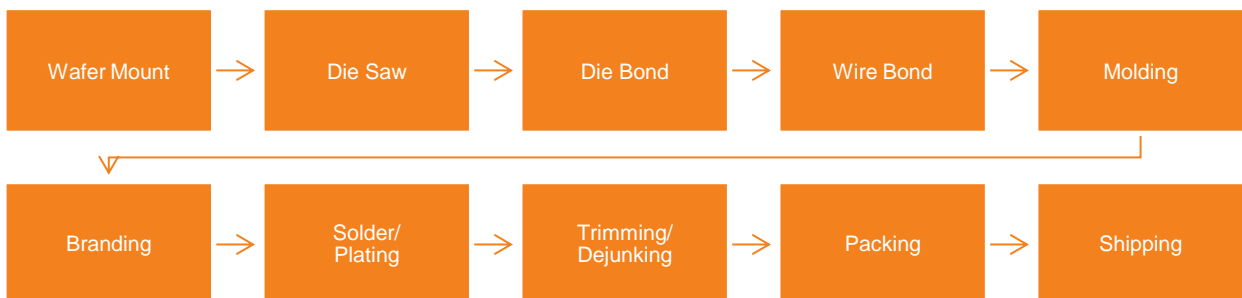 Wafer Mount
Die Saw
Die Bond
Wire Bond
Molding
Branding
Solder/
Plating
Trimming/
Dejunking
Packing
Shipping